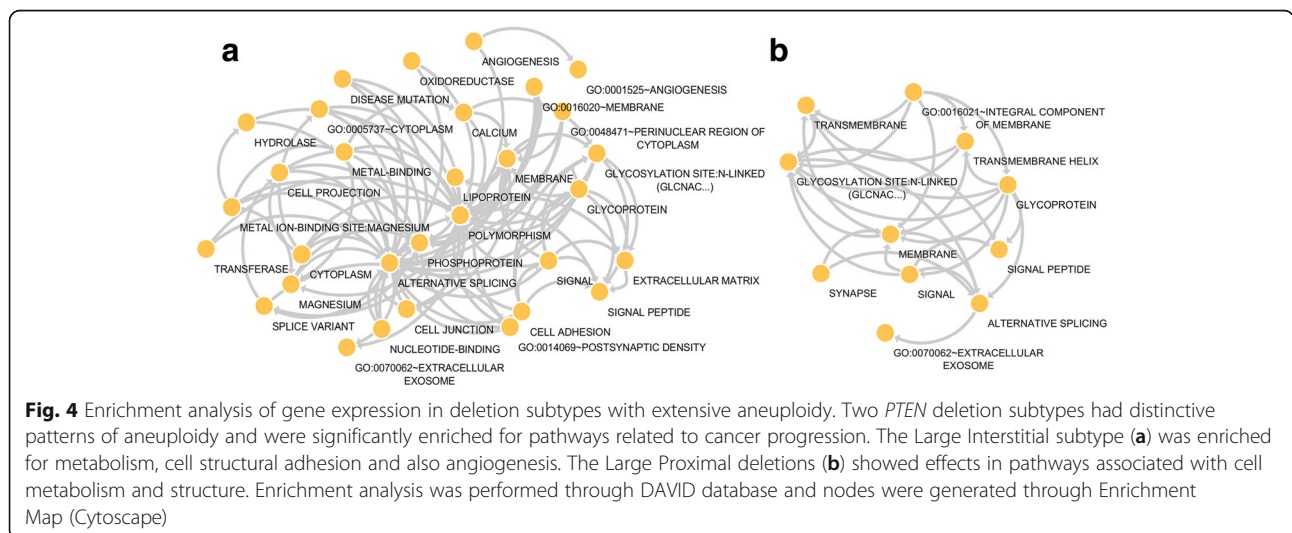 a
b
ANGIOGENESIS
OXIDOREDUCTASE
GO:0001525~ANGIOGENESIS
DISEASE MUTATION
GO:0016020~MEMBRANE
GO:0005737~CYTOPLASM
CALCIUM
GO:0048471~PERINUCLEAR REGION OF
CYTOPLASM
HYDROLASE
METAL-BINDING
MEMBRANE
GLYCOSYLATION SITE:N-LINKED
(GLCNAC...)
CELL PROJECTION
LIPOPROTEIN
GLYCOPROTEIN
METAL ION-BINDING SITE:MAGNESIUM
POLYMORPHISM
TRANSFERASE
CYTOPLASM
PHOSPHOPROTEIN
ALTERNATIVE SPLICING
SIGNAL
EXTRACELLULAR MATRIX
MAGNESIUM
SIGNAL PEPTIDE
SPLICE VARIANT
CELL JUNCTION
CELL ADHESION
NUCLEOTIDE-BINDING
GO:0014069~POSTSYNAPTIC DENSITY
GO:0070062~EXTRACELLULAR
EXOSOME
TRANSMEMBRANE
GO:0016021~INTEGRAL COMPONENT
OF MEMBRANE
TRANSMEMBRANE HELIX
GLYCOSYLATION SITE:N-LINKED
(GLCNAC...)
GLYCOPROTEIN
MEMBRANE
SIGNAL PEPTIDE
SYNAPSE
SIGNAL
ALTERNATIVE SPLICING
GO:0070062~EXTRACELLULAR
EXOSOME
Fig. 4 Enrichment analysis of gene expression in deletion subtypes with extensive aneuploidy. Two PTEN deletion subtypes had distinctive
patterns of aneuploidy and were significantly enriched for pathways related to cancer progression. The Large Interstitial subtype (a) was enriched
for metabolism, cell structural adhesion and also angiogenesis. The Large Proximal deletions (b) showed effects in pathways associated with cell
metabolism and structure. Enrichment analysis was performed through DAVID database and nodes were generated through Enrichment
Map (Cytoscape)